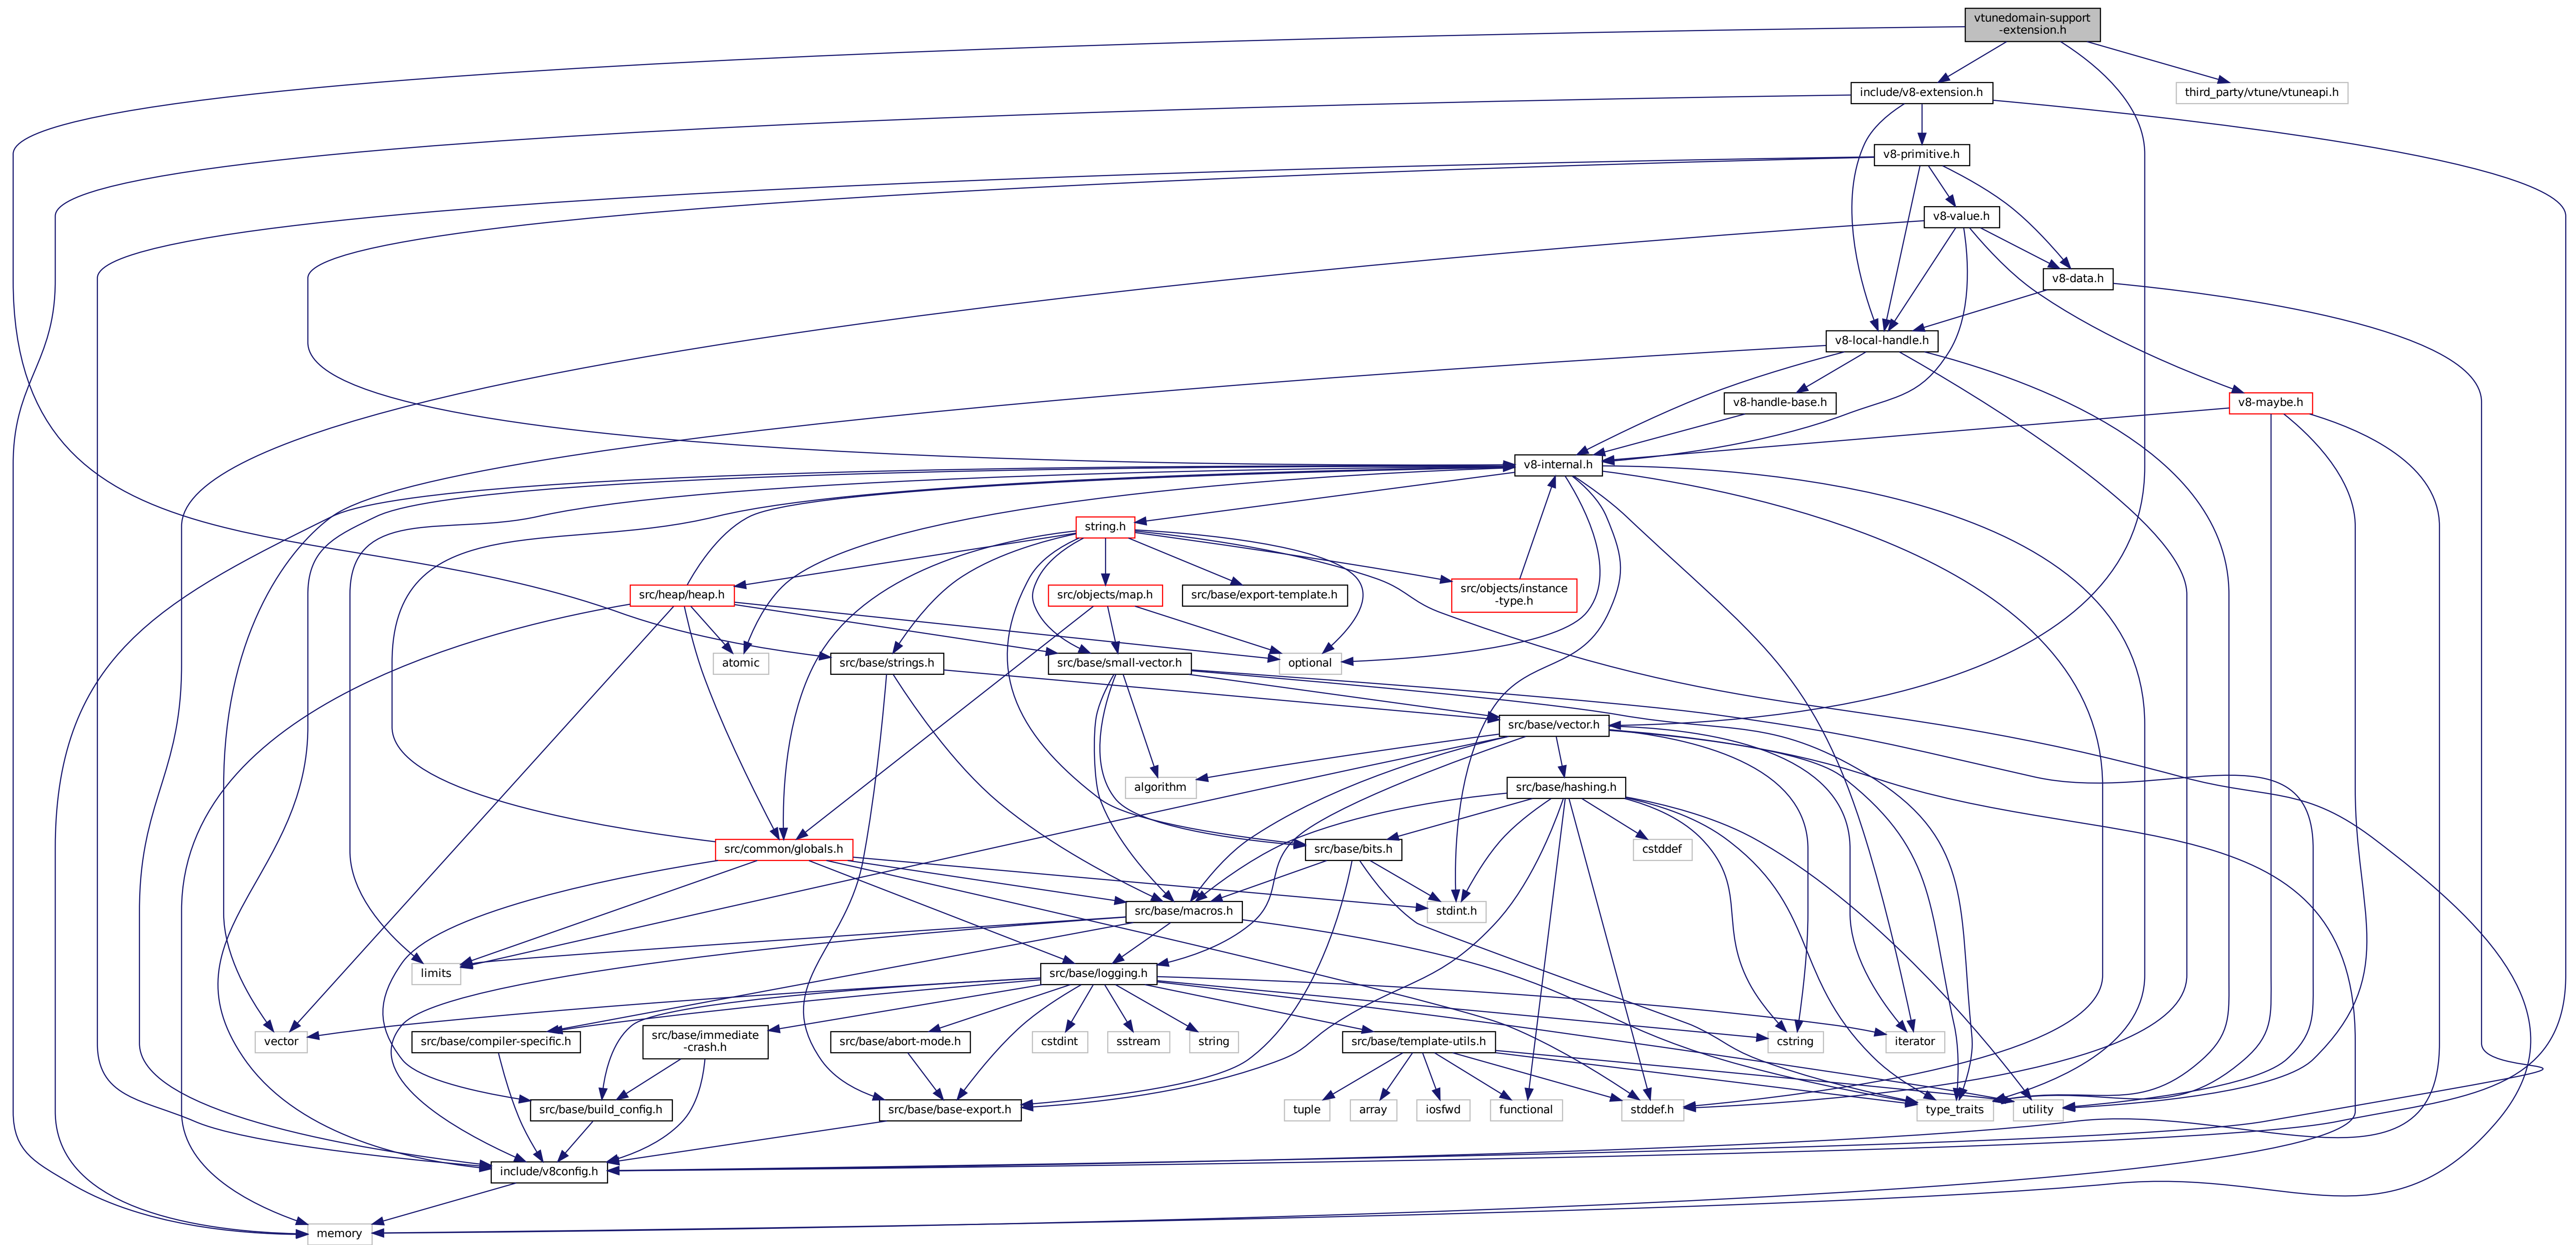 vtunedomain-support
-extension.h
include/v8-extension.h
third_party/vtune/vtuneapi.h
v8-primitive.h
v8-value.h
v8-data.h
v8-local-handle.h
v8-handle-base.h
v8-maybe.h
v8-internal.h
string.h
src/heap/heap.h
src/objects/map.h
src/base/export-template.h
src/objects/instance
-type.h
atomic
src/base/strings.h
src/base/small-vector.h
optional
src/base/vector.h
algorithm
src/base/hashing.h
src/common/globals.h
src/base/bits.h
cstddef
src/base/macros.h
stdint.h
limits
src/base/logging.h
vector
src/base/compiler-specific.h
src/base/immediate
-crash.h
src/base/abort-mode.h
cstdint
sstream
string
src/base/template-utils.h
cstring
iterator
src/base/build_config.h
src/base/base-export.h
tuple
array
iosfwd
functional
stddef.h
type_traits
utility
include/v8config.h
memory